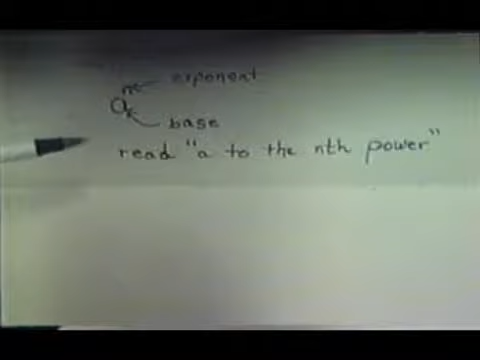 n exponent
a
base
read "a to the nth power"